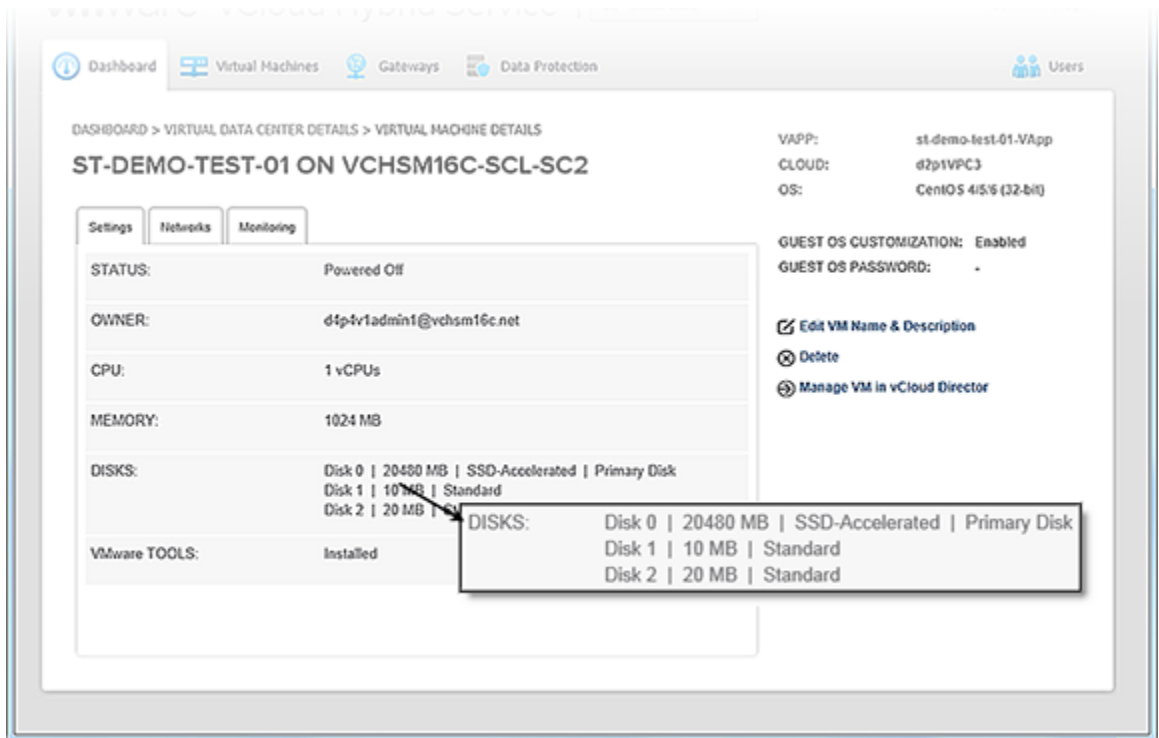 Dashboard Virtual Machines Gateways Data Protection Users
DASHBOARD > VIRTUAL DATA CENTER DETAILS > VIRTUAL MACHINE DETAILS
ST-DEMO-TEST-01 ON VCHSM16C-SCL-SC2
Settings Networks Monitoring
STATUS: Powered Off
OWNER: d4p4v1admin1@vchsm16c.net
CPU: 1 vCPUs
MEMORY: 1024 MB
DISKS: Disk 0 | 20480 MB | SSD-Accelerated | Primary Disk
Disk 1 | 10 MB | Standard
Disk 2 | 20 MB |
VMware TOOLS: Installed
DISKS: Disk 0 | 20480 MB | SSD-Accelerated | Primary Disk
Disk 1 | 10 MB | Standard
Disk 2 | 20 MB | Standard
VAPP: st-demo-test-01-VApp
CLOUD: d2p1VPC3
OS: CentOS 4/5/6 (32-bit)
GUEST OS CUSTOMIZATION: Enabled
GUEST OS PASSWORD: -
Edit VM Name & Description
Delete
Manage VM in vCloud Director